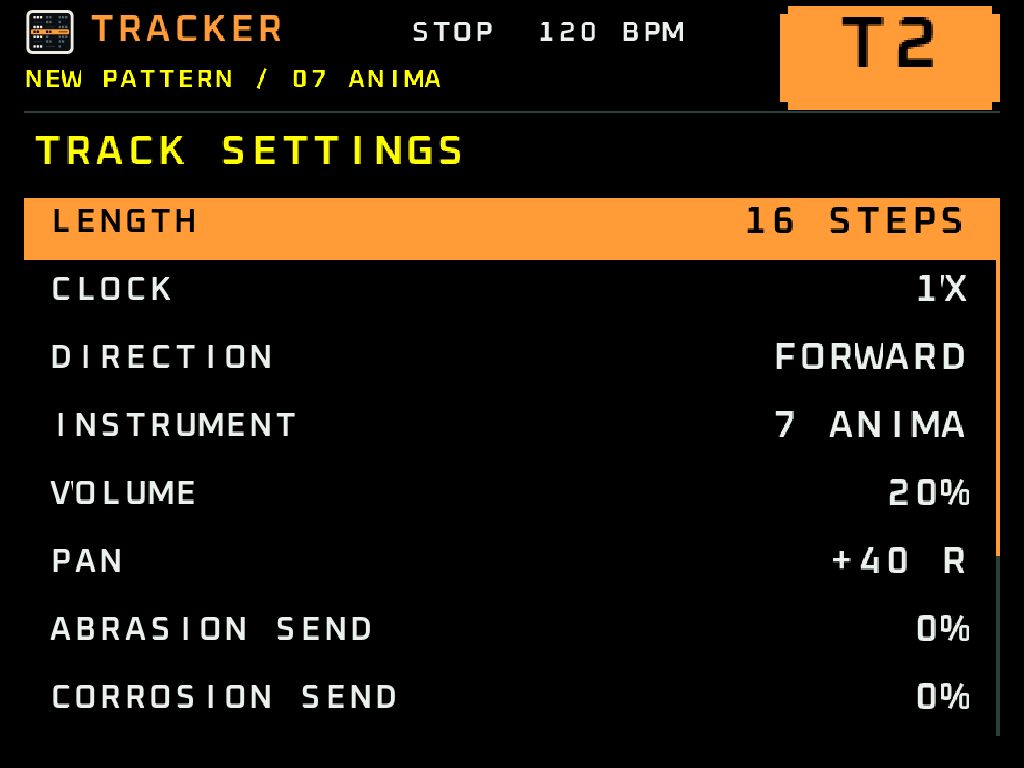 TRACKER STOP 120 BPM T2
NEW PATTERN / 07 ANIMA
TRACK SETTINGS
LENGTH 16 STEPS
CLOCK 1X
DIRECTION FORWARD
INSTRUMENT 7 ANIMA
VOLUME 20%
PAN +40 R
ABRASION SEND 0%
CORROSION SEND 0%